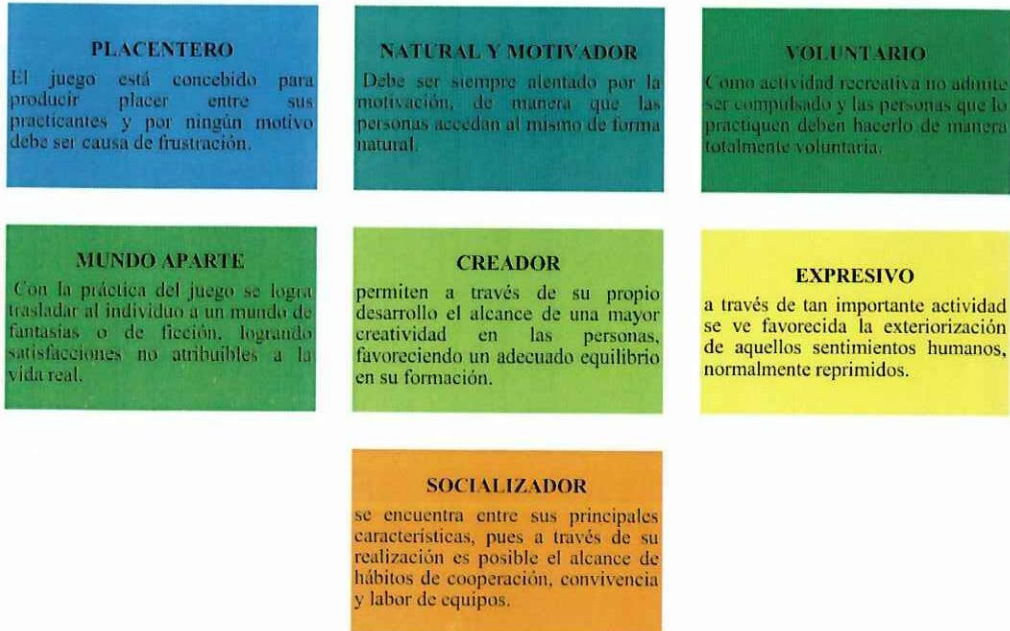 PLACENTERO
El juego está concebido para
producir placer entre sus
practicantes y por ningún motivo
debe ser causa de frustración.
NATURAL Y MOTIVADOR
Debe ser siempre alentado por la
motivación, de manera que las
personas accedan al mismo de forma
natural.
VOLUNTARIO
Como actividad recreativa no admite
ser compulsado y las personas que lo
practiquen deben hacerlo de manera
totalmente voluntaria.
MUNDO APARTE
Con la práctica del juego se logra
trasladar al individuo a un mundo de
fantasías o de ficción, logrando
satisfacciones no atribuibles a la
vida real.
CREADOR
permiten a través de su propio
desarrollo el alcance de una mayor
creatividad en las personas,
favoreciendo un adecuado equilibrio
en su formación.
EXPRESIVO
a través de tan importante actividad
se ve favorecida la exteriorización
de aquellos sentimientos humanos,
normalmente reprimidos.
SOCIALIZADOR
se encuentra entre sus principales
características, pues a través de su
realización es posible el alcance de
hábitos de cooperación, convivencia
y labor de equipos.